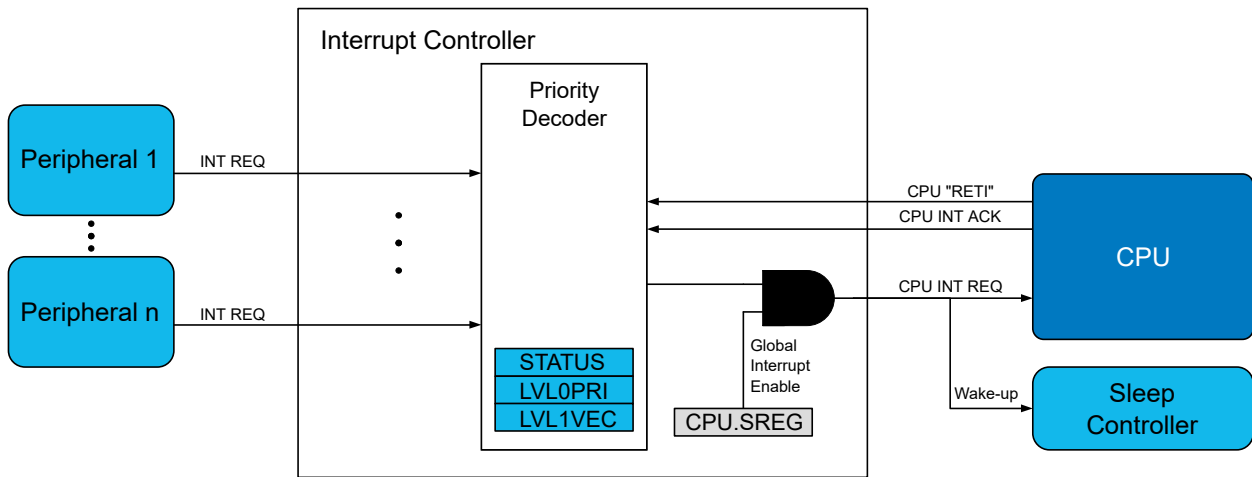 Interrupt Controller
Priority
Decoder
Peripheral 1
INT REQ
Peripheral n
INT REQ
STATUS
LVL0PRI
LVL1VEC
Global
Interrupt
Enable
CPU.SREG
CPU "RETI"
CPU INT ACK
CPU INT REQ
CPU
Wake-up
Sleep
Controller